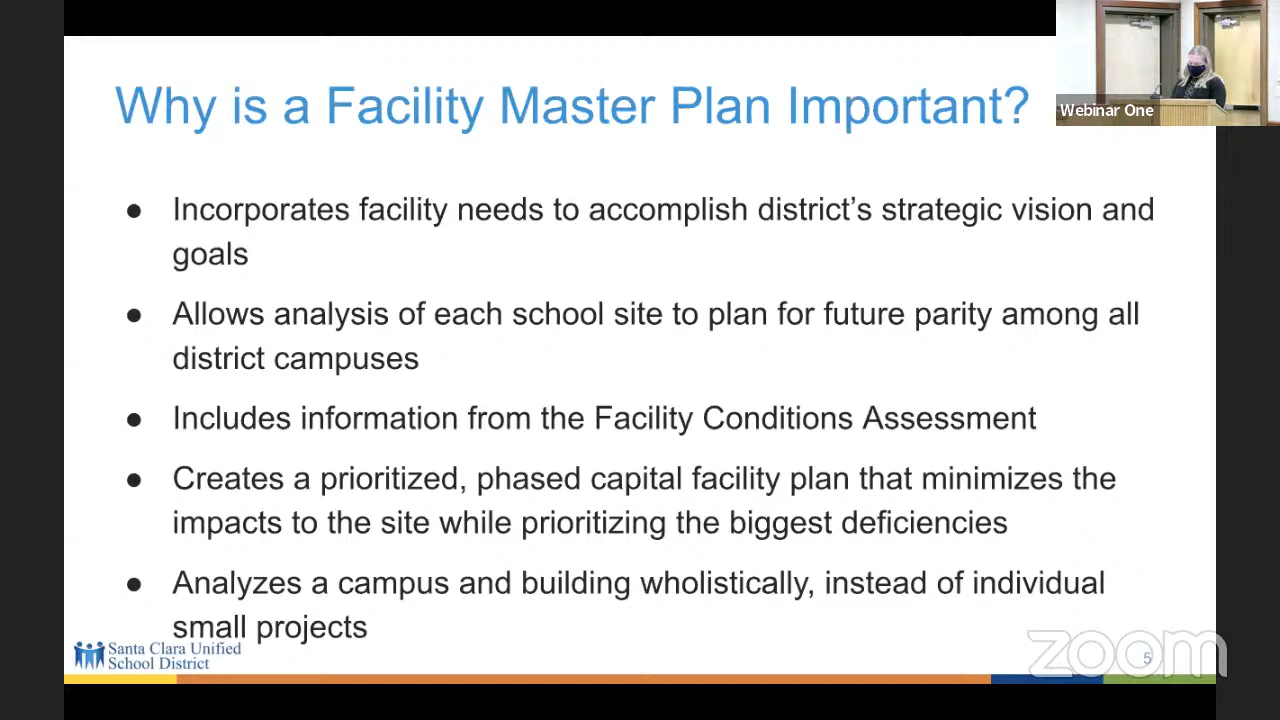 Why is a Facility Master Plan Important?
Webinar One
● Incorporates facility needs to accomplish district’s strategic vision and
goals
● Allows analysis of each school site to plan for future parity among all
district campuses
● Includes information from the Facility Conditions Assessment
● Creates a prioritized, phased capital facility plan that minimizes the
impacts to the site while prioritizing the biggest deficiencies
● Analyzes a campus and building wholistically, instead of individual
small projects
Santa Clara Unified
School District
5
zoom